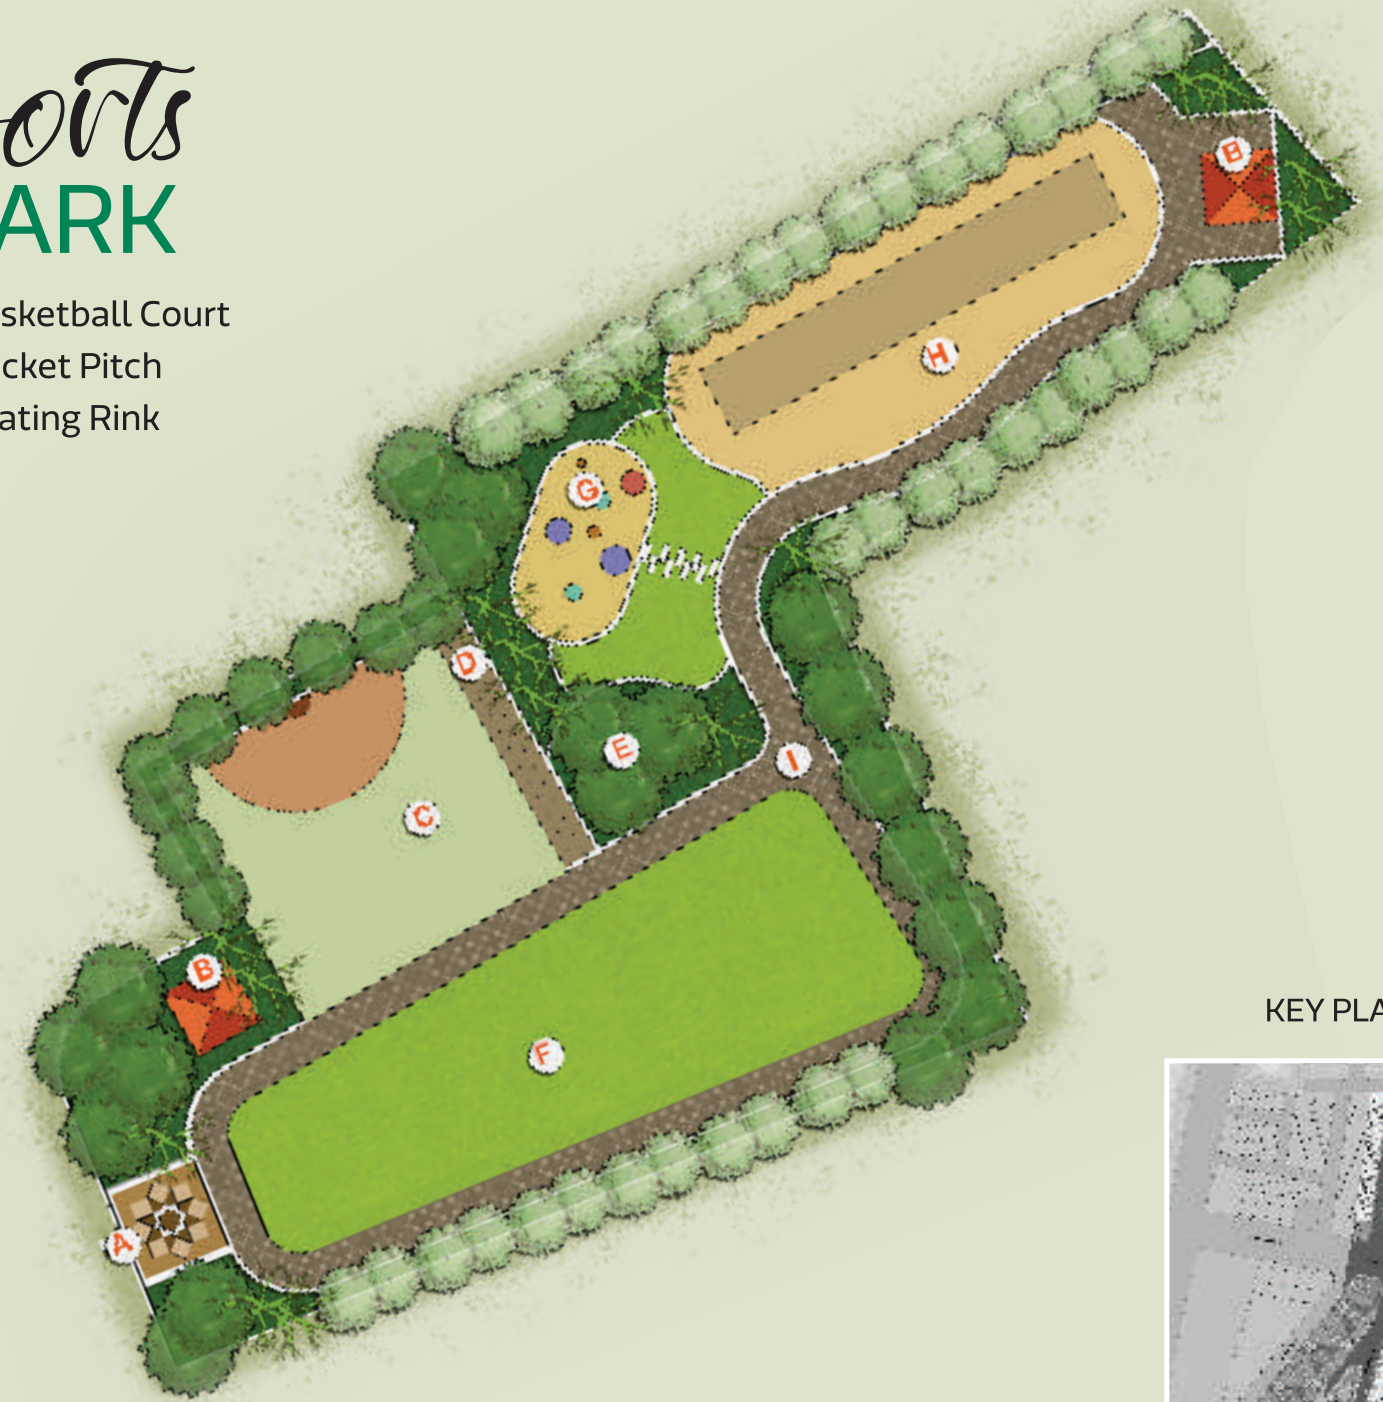 orts
ARK
sketball Court
cket Pitch
ating Rink
B
H
G
D
E
I
C
B
F
A
KEY PLA